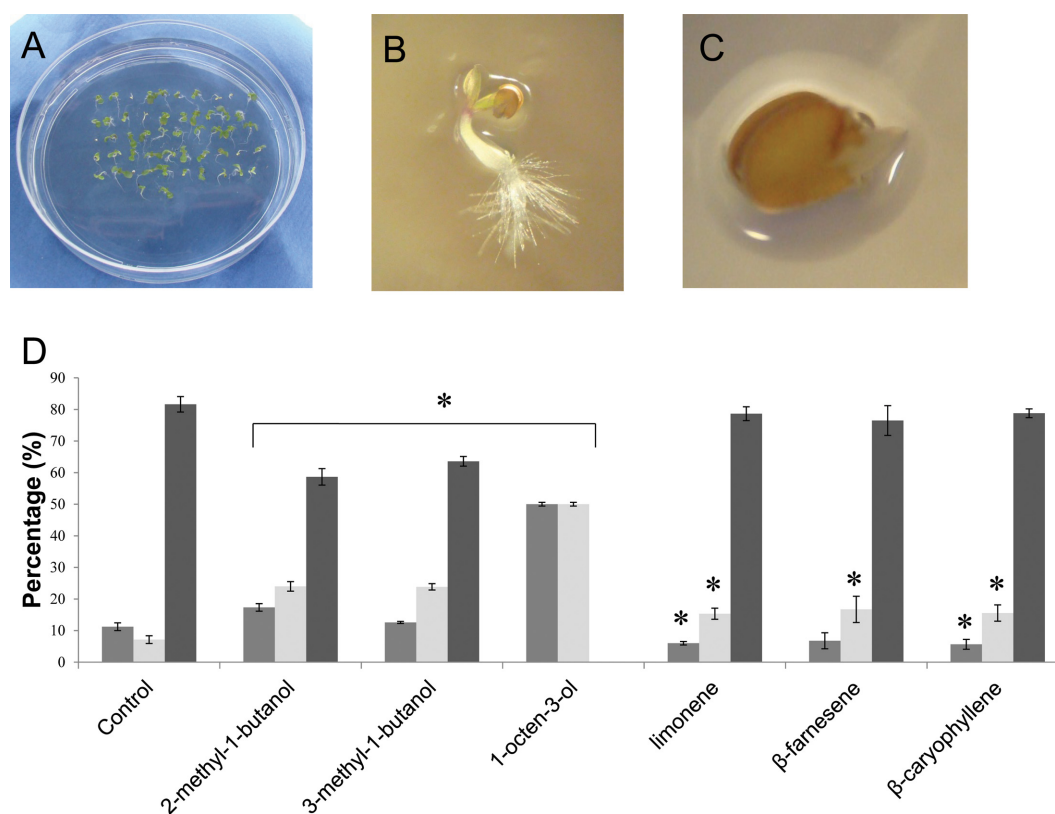 A
B
C
D
Percentage (%)
90
80
70
60
50
40
30
20
10
0
*
*
*
*
*
*
Control
2-methyl-1-butanol
3-methyl-1-butanol
1-octen-3-ol
limonene
β-farnesene
β-caryophyllene